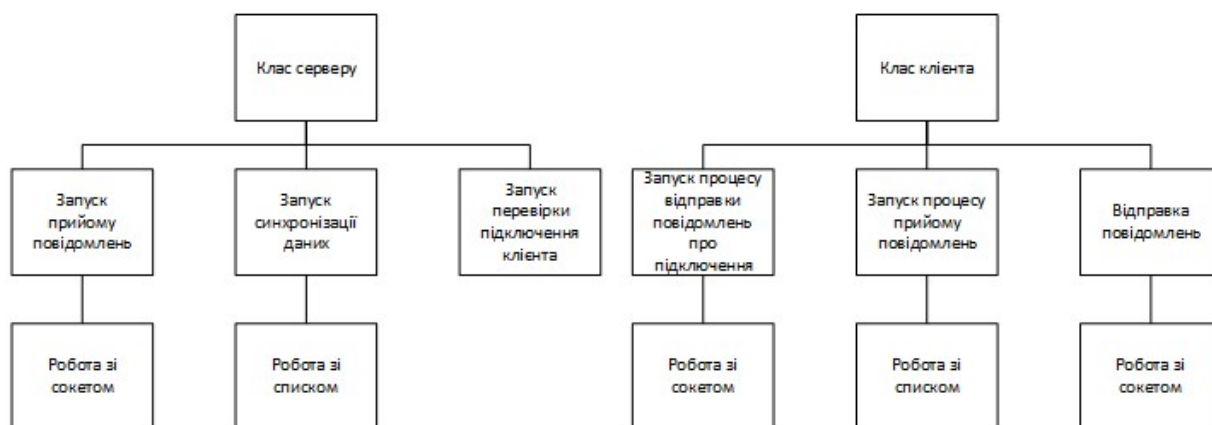 Клас серверу
Клас клієнта
Запуск
прийому
повідомлень
Запуск
синхронізації
даних
Запуск
перевірки
підключення
клієнта
Запуск процесу
відправки
повідомлень
про
підключення
Запуск процесу
прийому
повідомлень
Відправка
повідомлень
Робота зі
сокетом
Робота зі
списком
Робота зі
сокетом
Робота зі
списком
Робота зі
сокетом